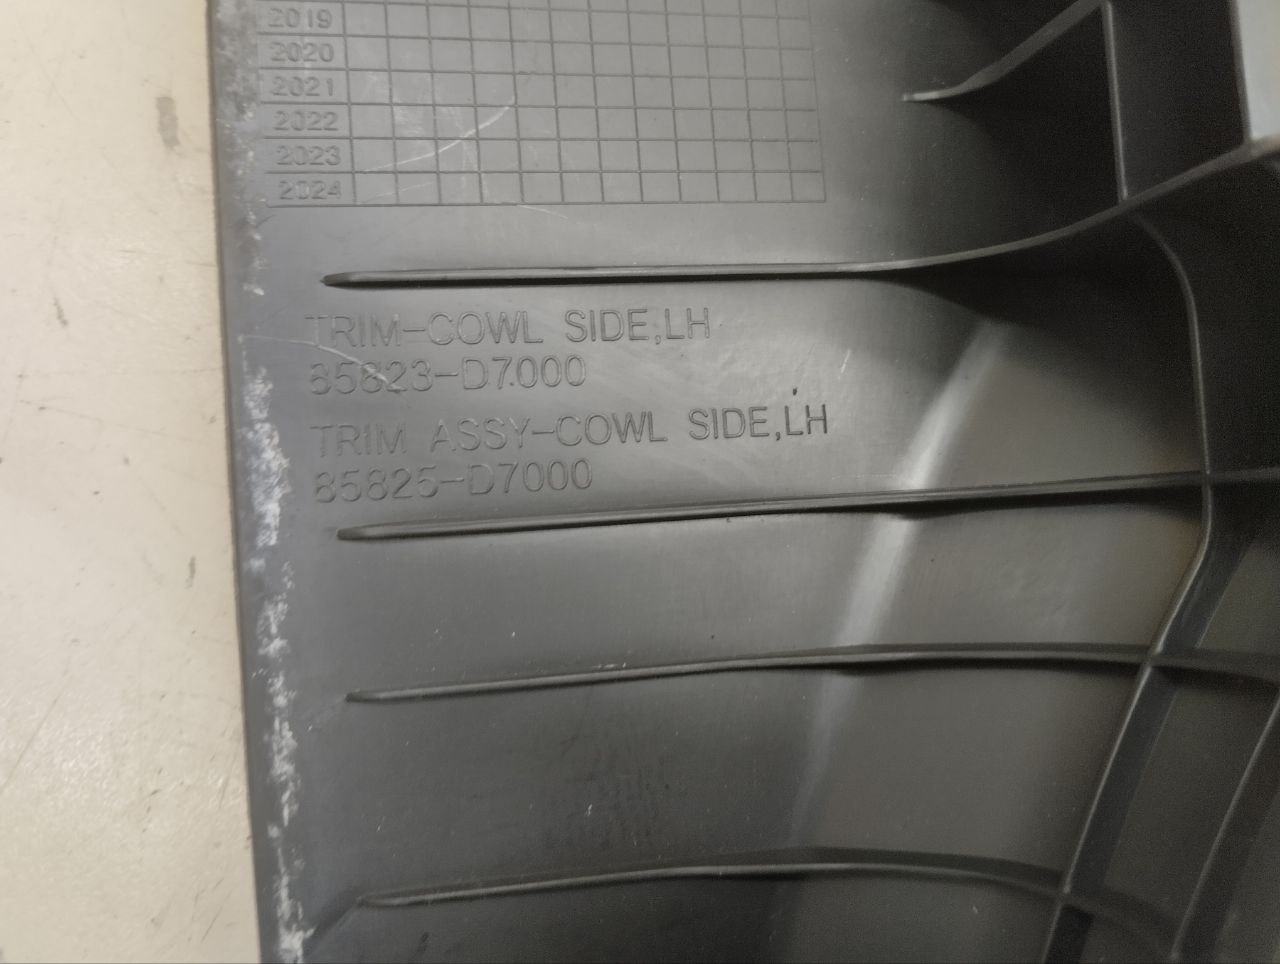 2019
2020
2021
2022
2023
2024
TRIM-COWL SIDE,LH
85823-D7000
TRIM ASSY-COWL SIDE,LH
85825-D7000